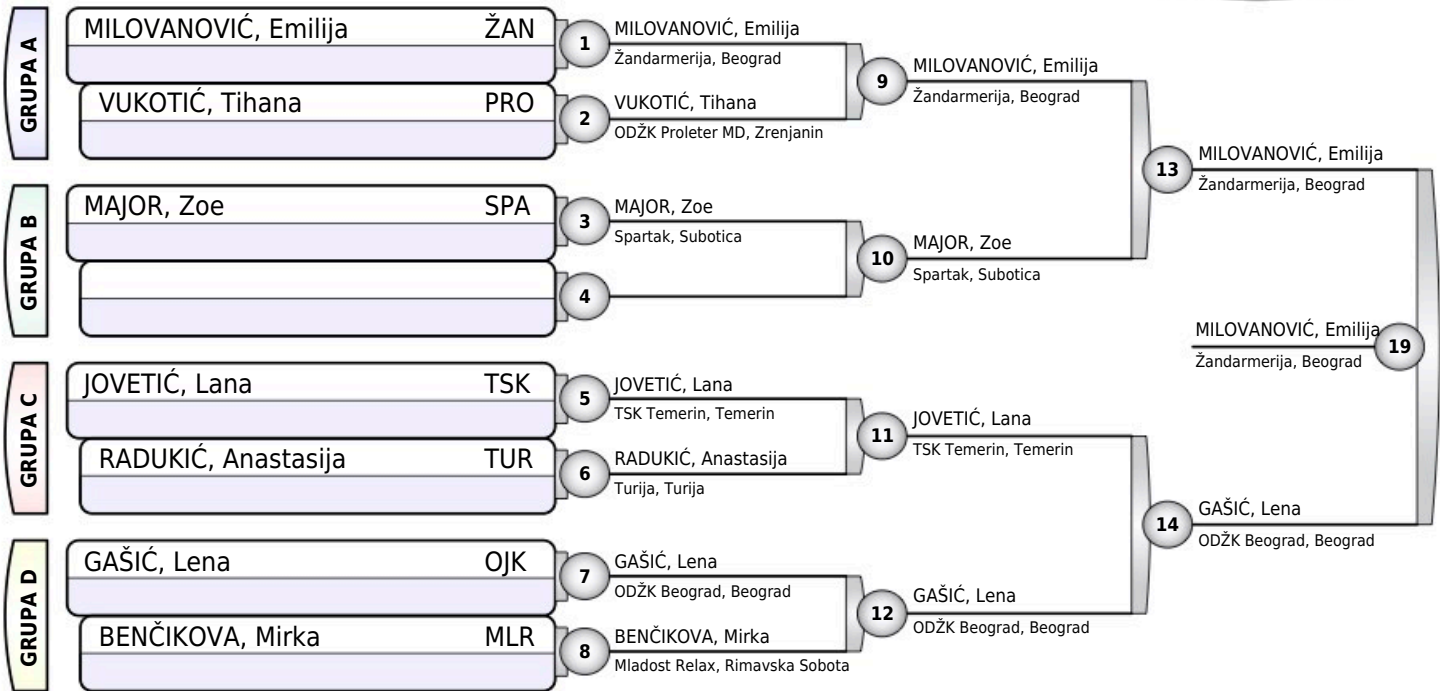 GRUPA A
MILOVANOVIĆ, Emilija ŽAN
VUKOTIĆ, Tihana PRO
GRUPA B
MAJOR, Zoe SPA
GRUPA C
JOVETIĆ, Lana TSK
RADUKIĆ, Anastasija TUR
GRUPA D
GAŠIĆ, Lena OJK
BENČIKOVA, Mirka MLR
1
MILOVANOVIĆ, Emilija
Žandarmerija, Beograd
2
VUKOTIĆ, Tihana
ODŽK Proleter MD, Zrenjanin
3
MAJOR, Zoe
Spartak, Subotica
4
5
JOVETIĆ, Lana
TSK Temerin, Temerin
6
RADUKIĆ, Anastasija
Turija, Turija
7
GAŠIĆ, Lena
ODŽK Beograd, Beograd
8
BENČIKOVA, Mirka
Mladost Relax, Rimavska Sobota
9
MILOVANOVIĆ, Emilija
Žandarmerija, Beograd
10
MAJOR, Zoe
Spartak, Subotica
11
JOVETIĆ, Lana
TSK Temerin, Temerin
12
GAŠIĆ, Lena
ODŽK Beograd, Beograd
13
MILOVANOVIĆ, Emilija
Žandarmerija, Beograd
14
GAŠIĆ, Lena
ODŽK Beograd, Beograd
MILOVANOVIĆ, Emilija
Žandarmerija, Beograd
19